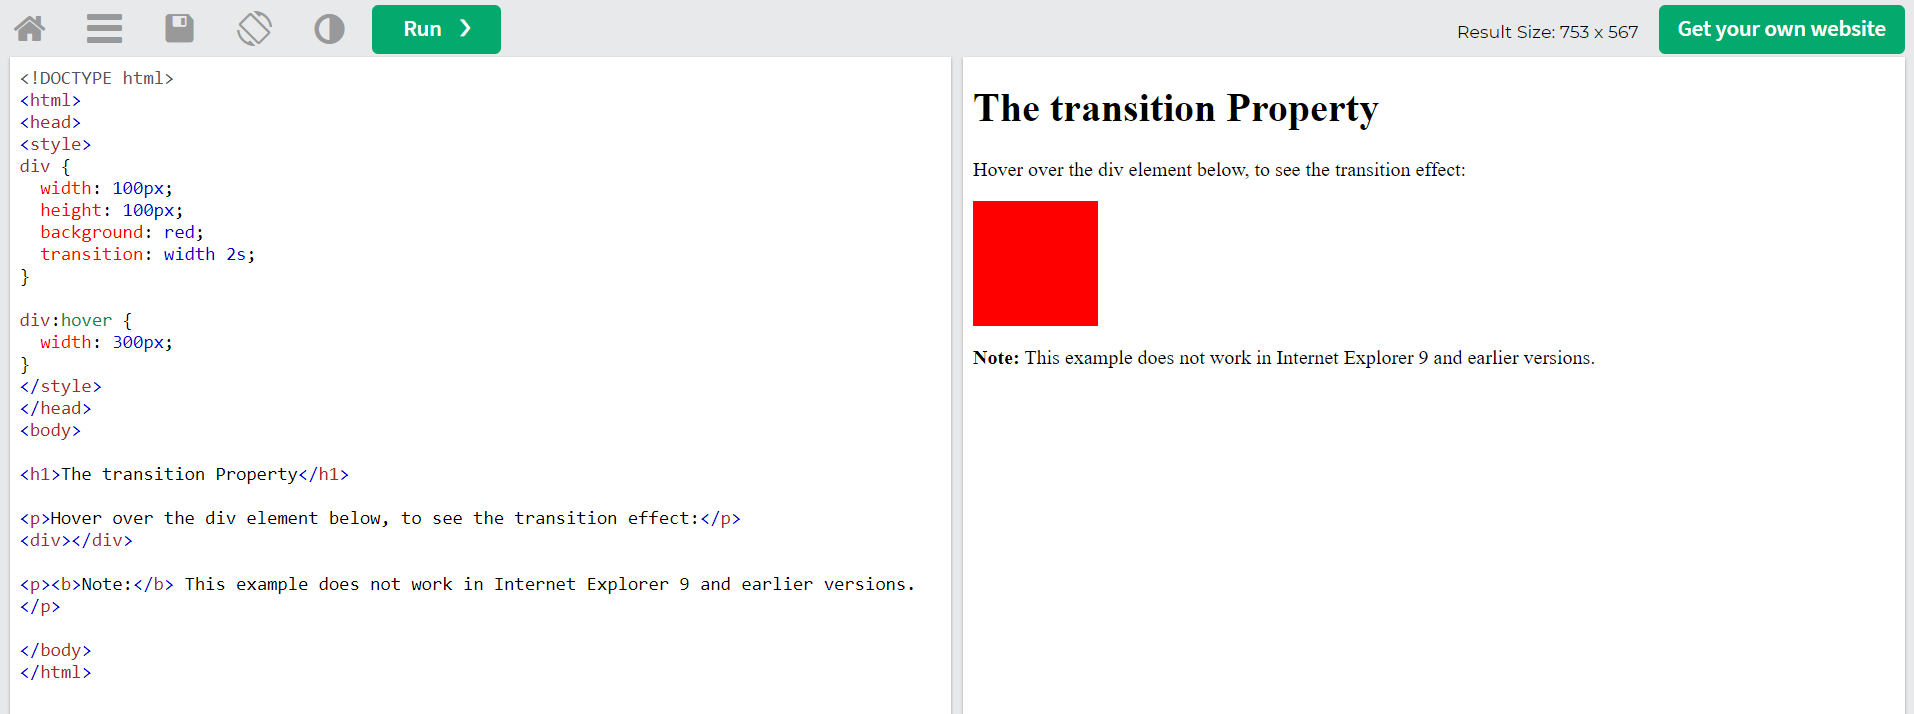 Run ❯
Result Size: 753 x 567
Get your own website
<!DOCTYPE html>
<html>
<head>
<style>
div {
  width: 100px;
  height: 100px;
  background: red;
  transition: width 2s;
}

div:hover {
  width: 300px;
}
</style>
</head>
<body>

<h1>The transition Property</h1>

<p>Hover over the div element below, to see the transition effect:</p>
<div></div>

<p><b>Note:</b> This example does not work in Internet Explorer 9 and earlier versions.
</p>

</body>
</html>
The transition Property
Hover over the div element below, to see the transition effect:
Note: This example does not work in Internet Explorer 9 and earlier versions.